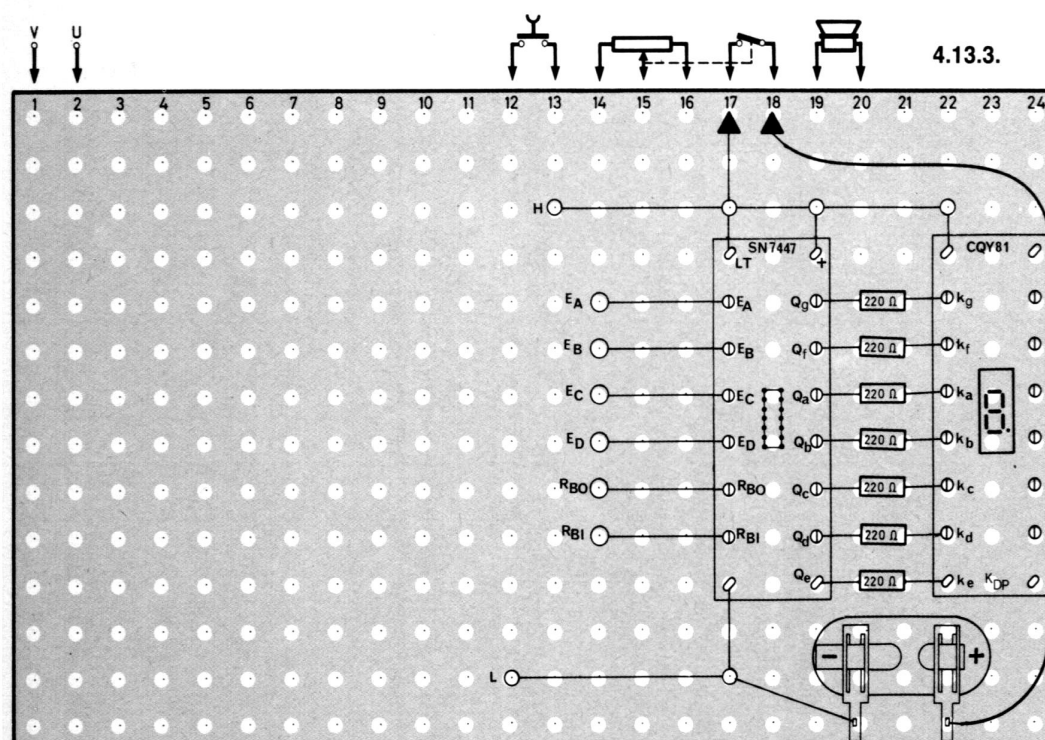 V U
4.13.3.
1 2 3 4 5 6 7 8 9 10 11 12 13 14 15 16 17 18 19 20 21 22 23 24
H
SN7447 CQY81
LT +
EA EA Qg 220 Ω kg
EB EB Qf 220 Ω kf
EC EC Qa 220 Ω ka
ED ED Qb 220 Ω kb
RBO RBO Qc 220 Ω kc
RBI RBI Qd 220 Ω kd
Qe 220 Ω ke KDP
- +
L